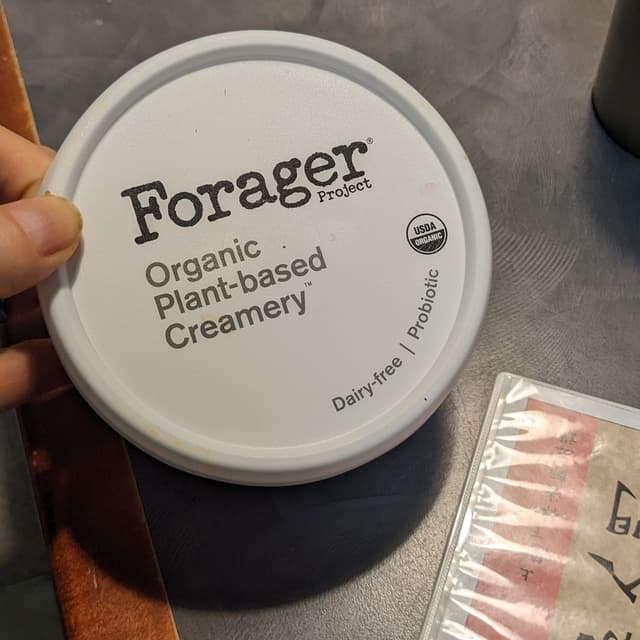 Forager®
Project
Organic
Plant-based
Creamery™
USDA
ORGANIC
Dairy-free | Probiotic